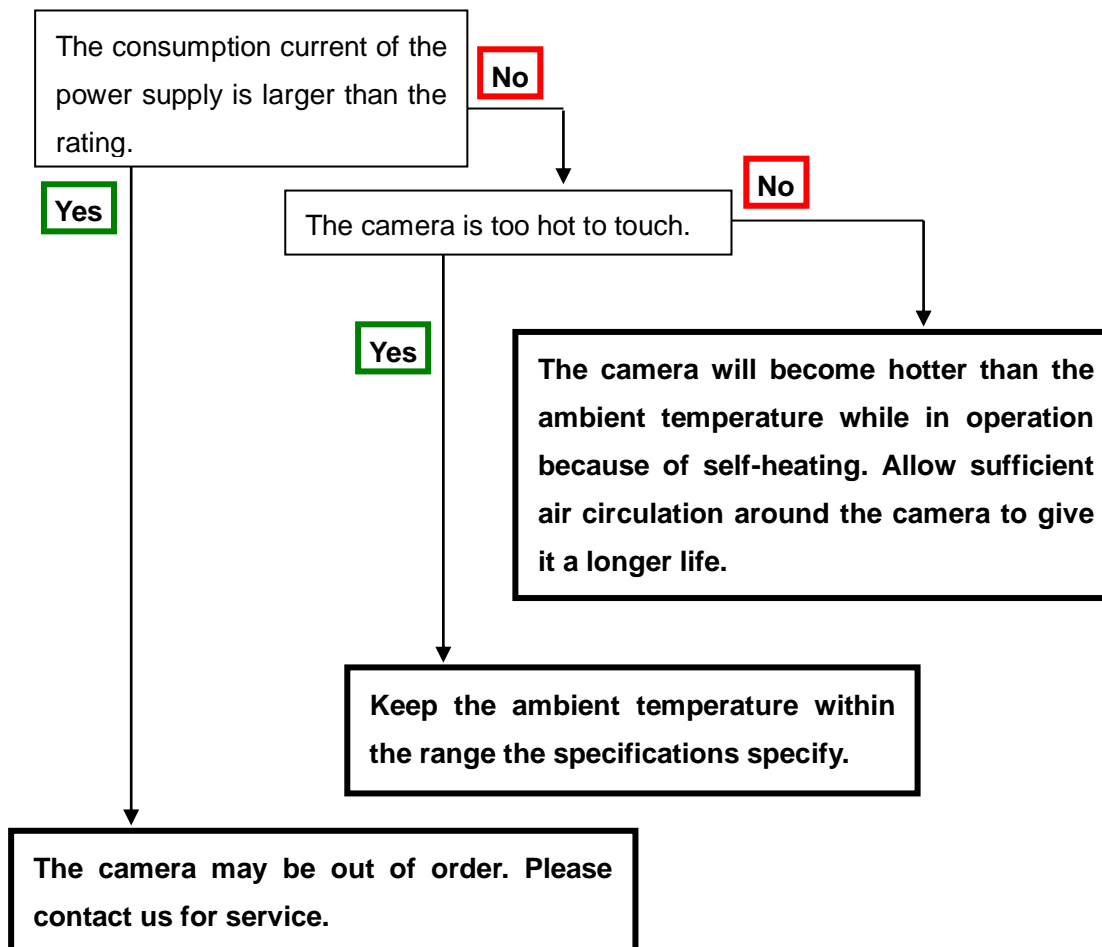 The consumption current of the
power supply is larger than the
rating.
No
Yes
The camera is too hot to touch.
No
Yes
The camera will become hotter than the
ambient temperature while in operation
because of self-heating. Allow sufficient
air circulation around the camera to give
it a longer life.
Keep the ambient temperature within
the range the specifications specify.
The camera may be out of order. Please
contact us for service.